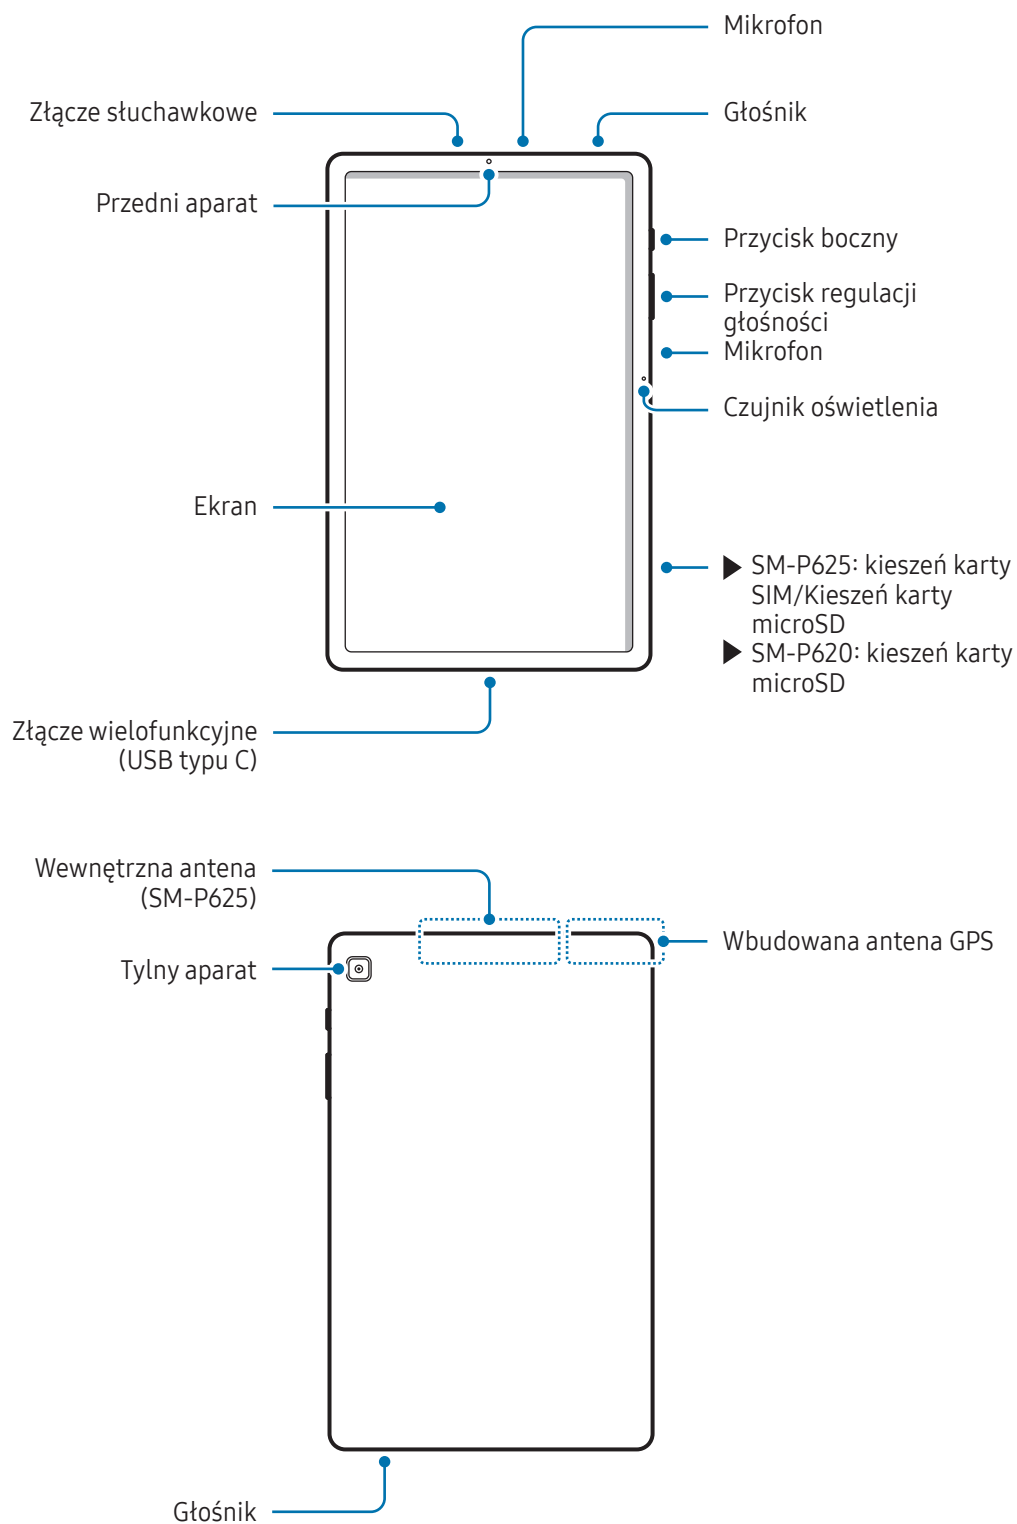 Mikrofon
Złącze słuchawkowe
Głośnik
Przedni aparat
Przycisk boczny
Przycisk regulacji
głośności
Mikrofon
Czujnik oświetlenia
Ekran
SM-P625: kieszeń karty
SIM/Kieszeń karty
microSD
SM-P620: kieszeń karty
microSD
Złącze wielofunkcyjne
(USB typu C)
Wewnętrzna antena
(SM-P625)
Wbudowana antena GPS
Tylny aparat
Głośnik